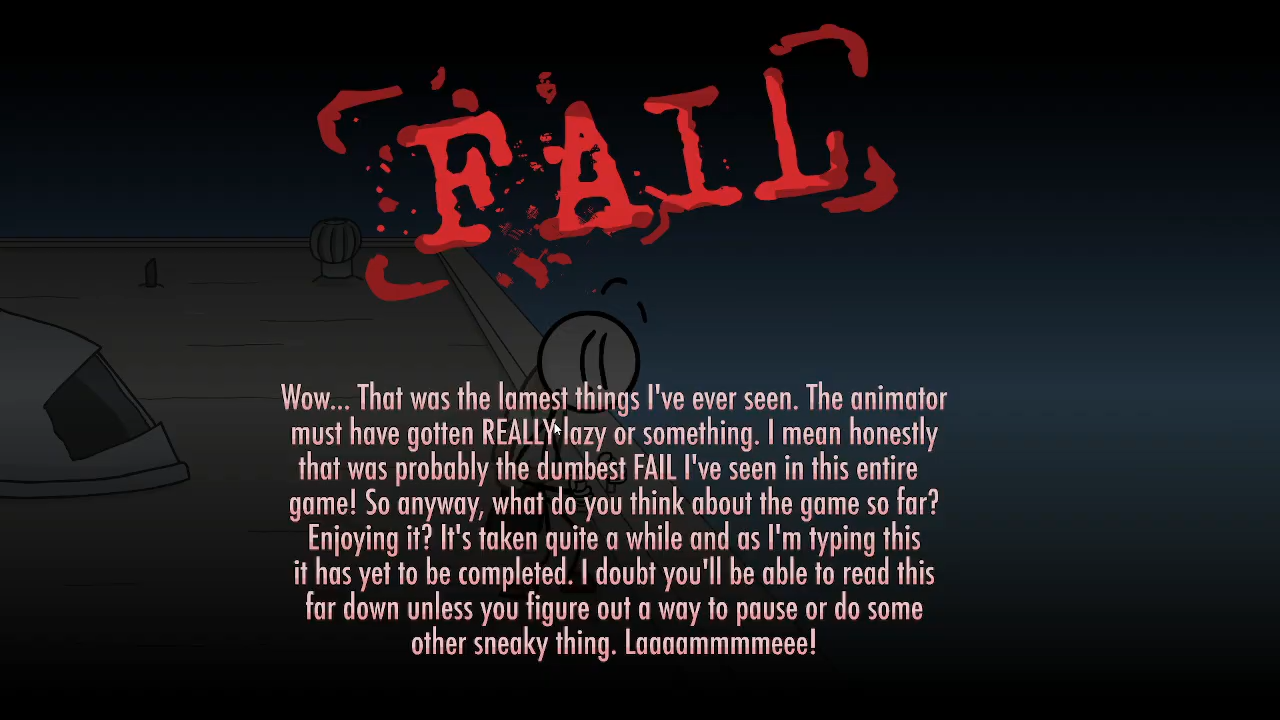 FAIL
Wow... That was the lamest things I've ever seen. The animator
must have gotten REALLY lazy or something. I mean honestly
that was probably the dumbest FAIL I've seen in this entire
game! So anyway, what do you think about the game so far?
Enjoying it? It's taken quite a while and as I'm typing this
it has yet to be completed. I doubt you'll be able to read this
far down unless you figure out a way to pause or do some
other sneaky thing. Laaaammmmeee!